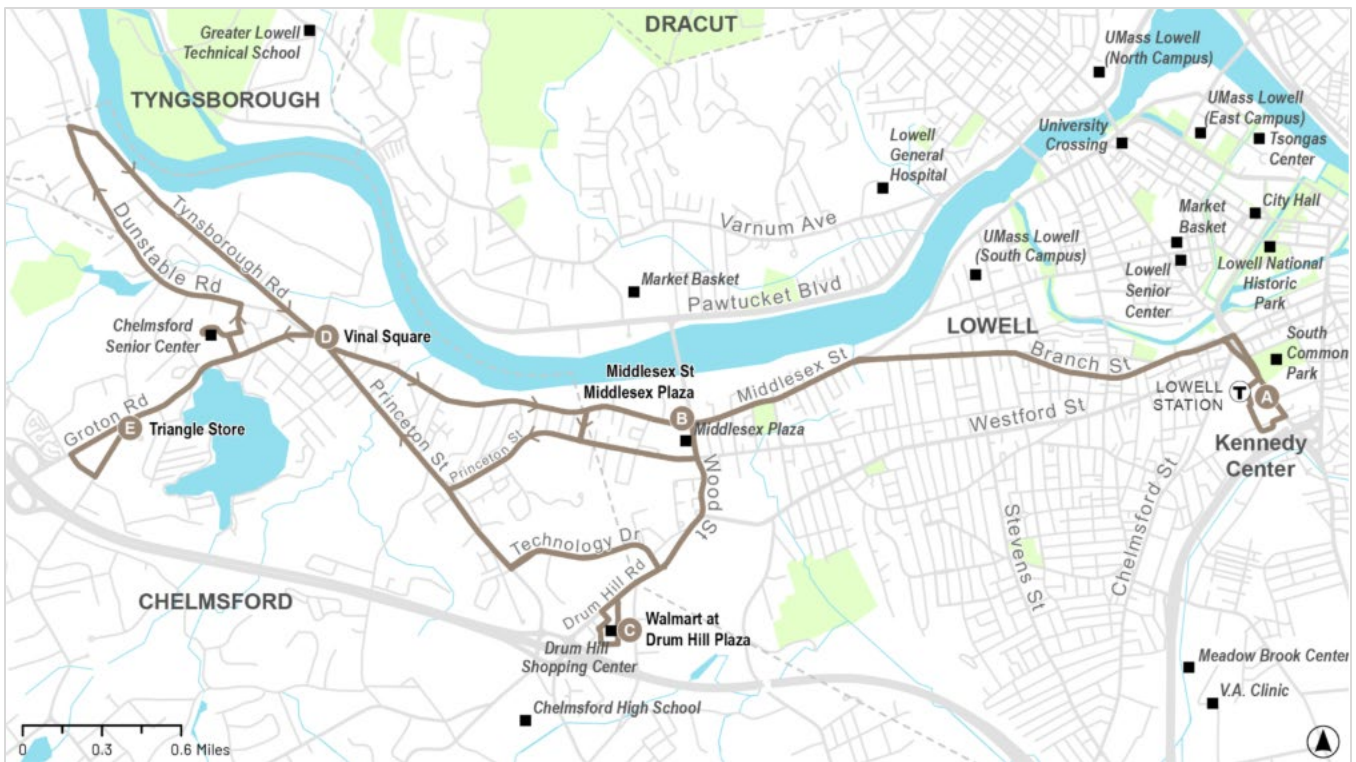 DRACUT
Greater Lowell
Technical School
UMass Lowell
(North Campus)
TYNGSBOROUGH
UMass Lowell
(East Campus)
University
Crossing
Tsongas
Center
Lowell
General
Hospital
City Hall
Market
Basket
Varnum Ave
Tynsborough Rd
Dunstable Rd
UMass Lowell
(South Campus)
Lowell
Senior
Center
Lowell National
Historic
Park
Market Basket
Pawtucket Blvd
Chelmsford
Senior Center
D
Vinal Square
LOWELL
South
Common
Park
Middlesex St
Middlesex Plaza
Middlesex St
Branch St
LOWELL
STATION
T
A
B
Middlesex Plaza
Westford St
Groton Rd
E
Triangle Store
Princeton St
Princeton St
Kennedy
Center
Wood St
Technology Dr
Stevens St
Chelmsford St
Drum Hill Rd
CHELMSFORD
C
Walmart at
Drum Hill Plaza
Drum Hill
Shopping Center
Meadow Brook Center
V.A. Clinic
Chelmsford High School
0 0.3 0.6 Miles